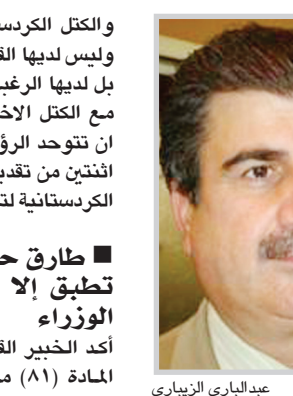 والكتل الكردس
وليس لديها الق
بل لديها الرغب
مع الكتل الاخ
ان تتوحد الرؤ
اثنتين من تقدي
الكردستانية لت
■ طارق ح
تطبق إلا
الوزراء
أكد الخبير الق
المادة (٨١) م
عبدالباري الزيباري